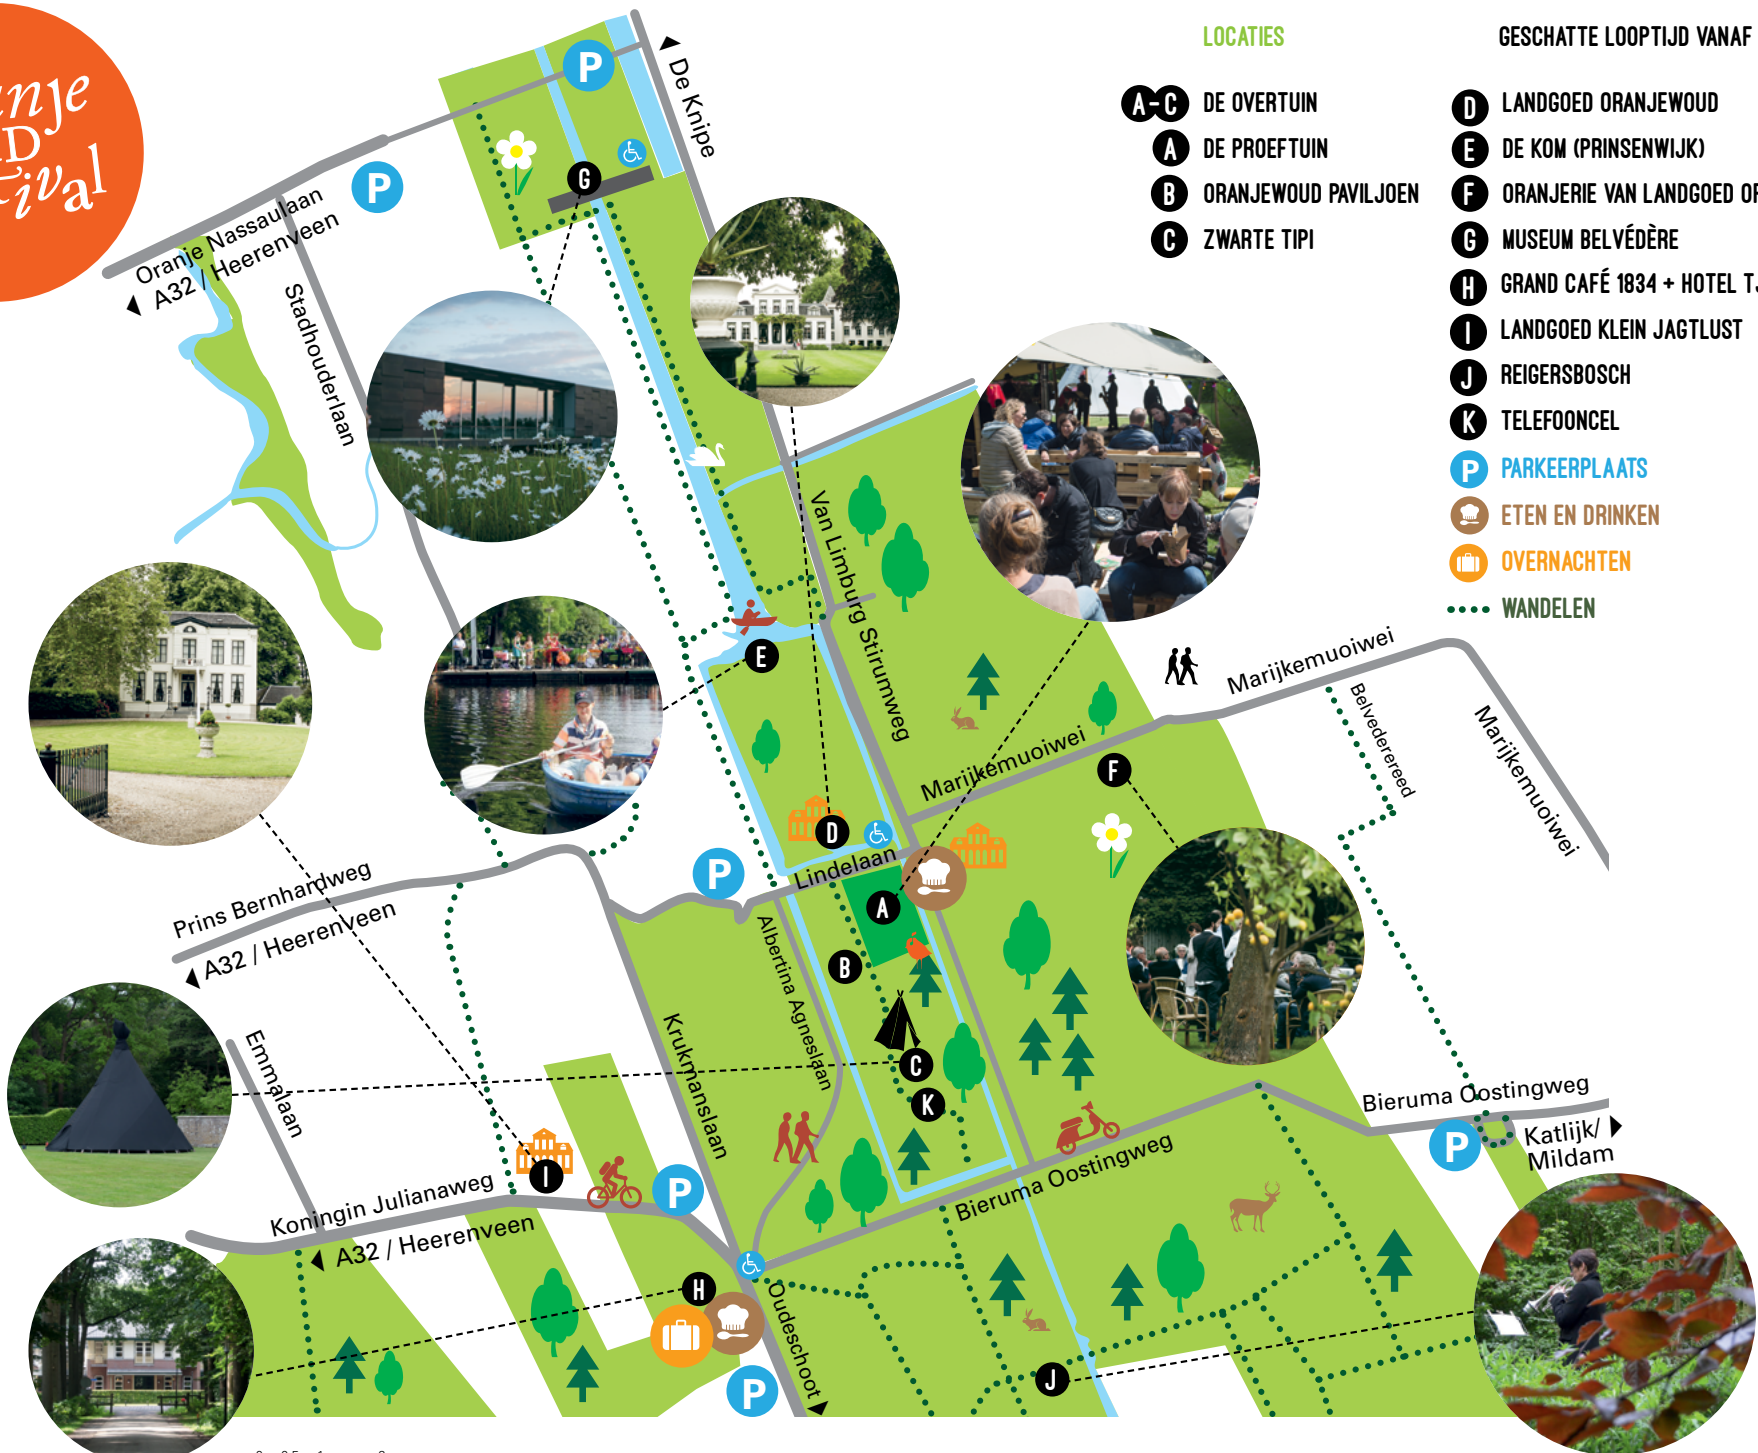 LOCATIES
A-C DE OVERTUIN
A DE PROEFTUIN
B ORANJEWOUD PAVILJOEN
C ZWARTE TIPI
GESCHATTE LOOPTIJD VANAF
D LANDGOED ORANJEWOUD
E DE KOM (PRINSENWIJK)
F ORANJERIE VAN LANDGOED
G MUSEUM BELVÉDÈRE
H GRAND CAFÉ 1834 + HOTEL
I LANDGOED KLEIN JAGTLUST
J REIGERSBOSCH
K TELEFOONCEL
P PARKEERPLAATS
ETEN EN DRINKEN
OVERNACHTEN
WANDELEN
P
De Knipe
G
P
Oranje Nassaulaan
A32 / Heerenveen
Stadhouderlaan
Van Limburg Stirumweg
E
Marijkemuoiwei
Belvederereed
Marijkemuoiwei
Marijkemuoiwei
F
D
Lindelaan
P
A
Prins Bernhardweg
A32 / Heerenveen
Albertina Agneslaan
B
Krukmanslaan
Emmalaan
C
K
Bieruma Oostingweg
P
Katlijk/
Mildam
Bieruma Oostingweg
I
P
Koningin Julianaweg
A32 / Heerenveen
H
Oudeschoot
P
J